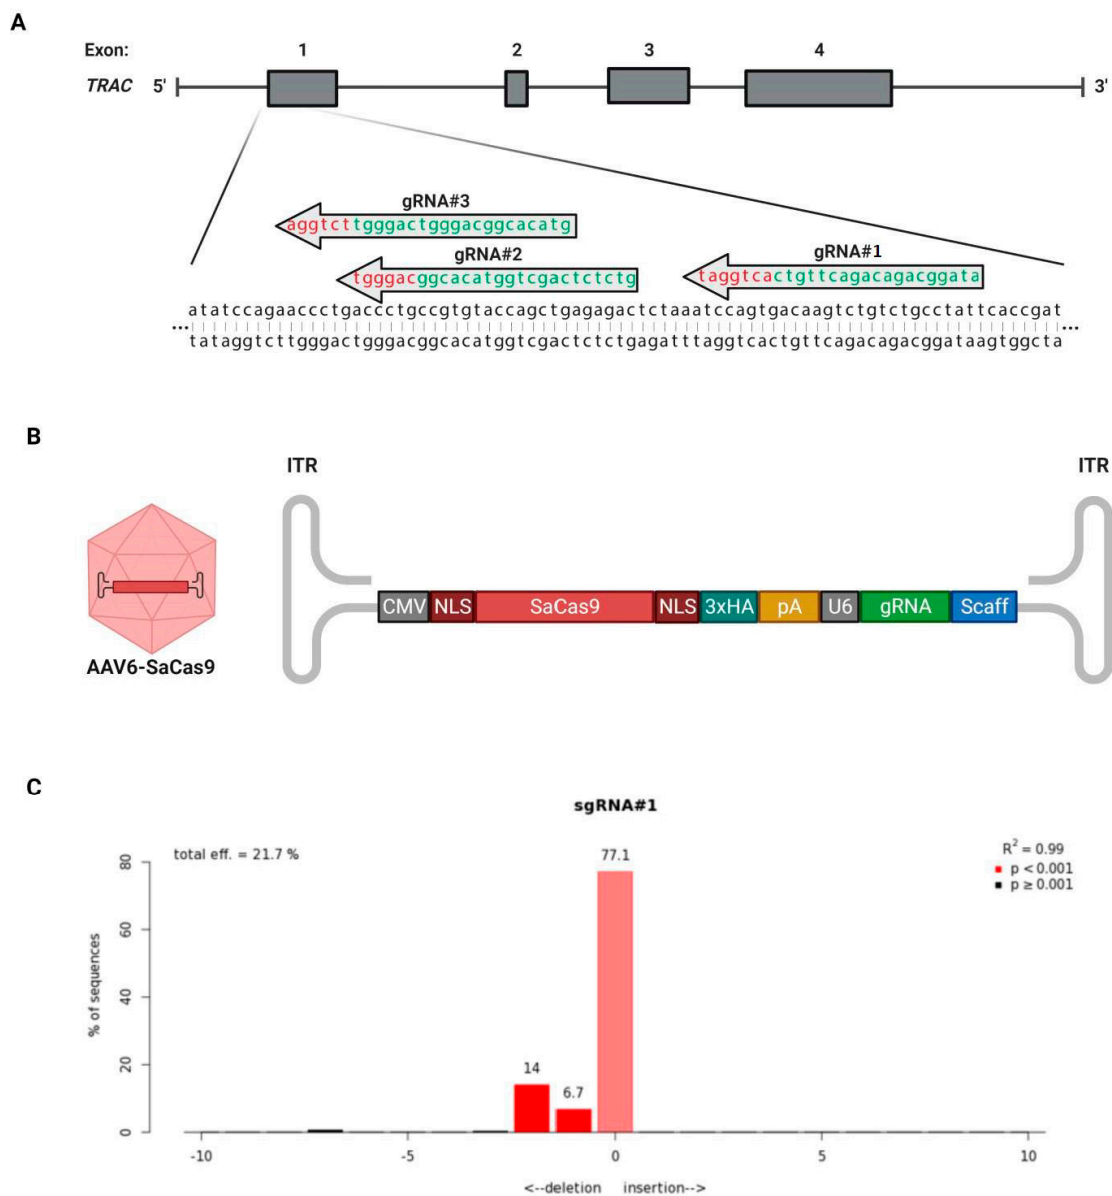 A
Exon: 1 2 3 4
TRAC 5' 3'
gRNA#3
aggtcttgggactgggacggcacatg
gRNA#2 gRNA#1
tgggacggcacatggtcgactctctg taggtcactgttcagacagacggata
atatccagaaccctgaccctgccgtgtaccagctgagagactctaaatccagtgacaagtctgtctgcctattcaccgat
... ...
tataggtcttgggactgggacggcacatggtcgactctctgagatttaggtcactgttcagacagacggataagtggcta
B
ITR ITR
CMV NLS SaCas9 NLS 3xHA pA U6 gRNA Scaff
AAV6-SaCas9
C
sgRNA#1
total eff. = 21.7 %
R² = 0.99
p < 0.001
p ≥ 0.001
77.1
14
6.7
% of sequences
80
60
40
20
0
-10 -5 0 5 10
<--deletion insertion-->